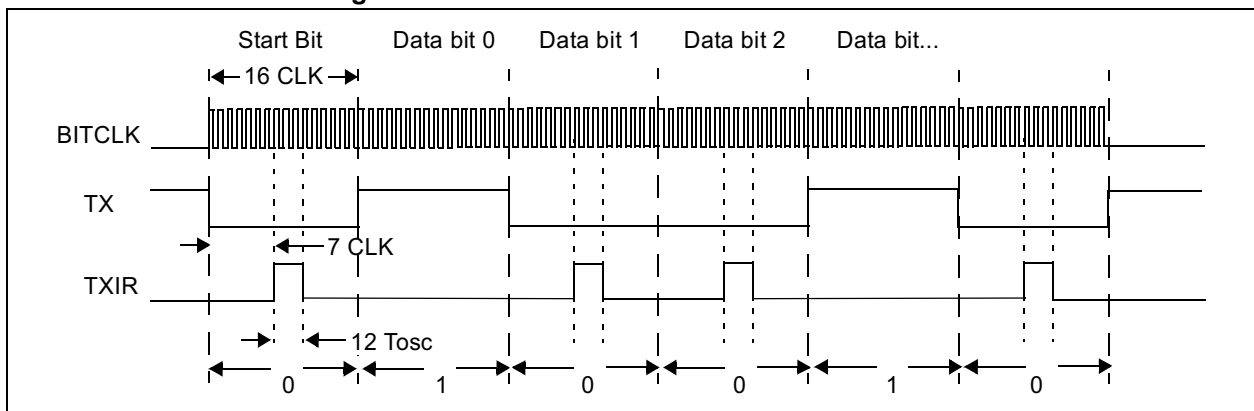 Start Bit Data bit 0 Data bit 1 Data bit 2 Data bit...
16 CLK
BITCLK
TX
7 CLK
TXIR
12 Tosc
0 1 0 0 1 0